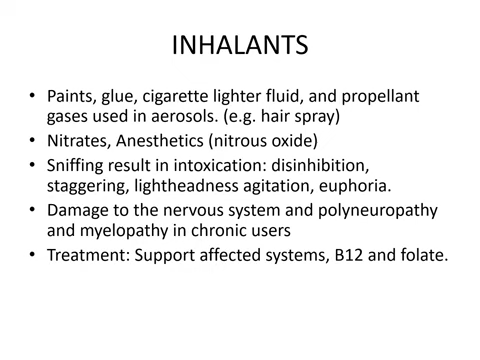 INHALANTS
• Paints, glue, cigarette lighter fluid, and propellant
gases used in aerosols. (e.g. hair spray)
• Nitrates, Anesthetics (nitrous oxide)
• Sniffing result in intoxication: disinhibition,
staggering, lightheadness agitation, euphoria.
• Damage to the nervous system and polyneuropathy
and myelopathy in chronic users
• Treatment: Support affected systems, B12 and folate.